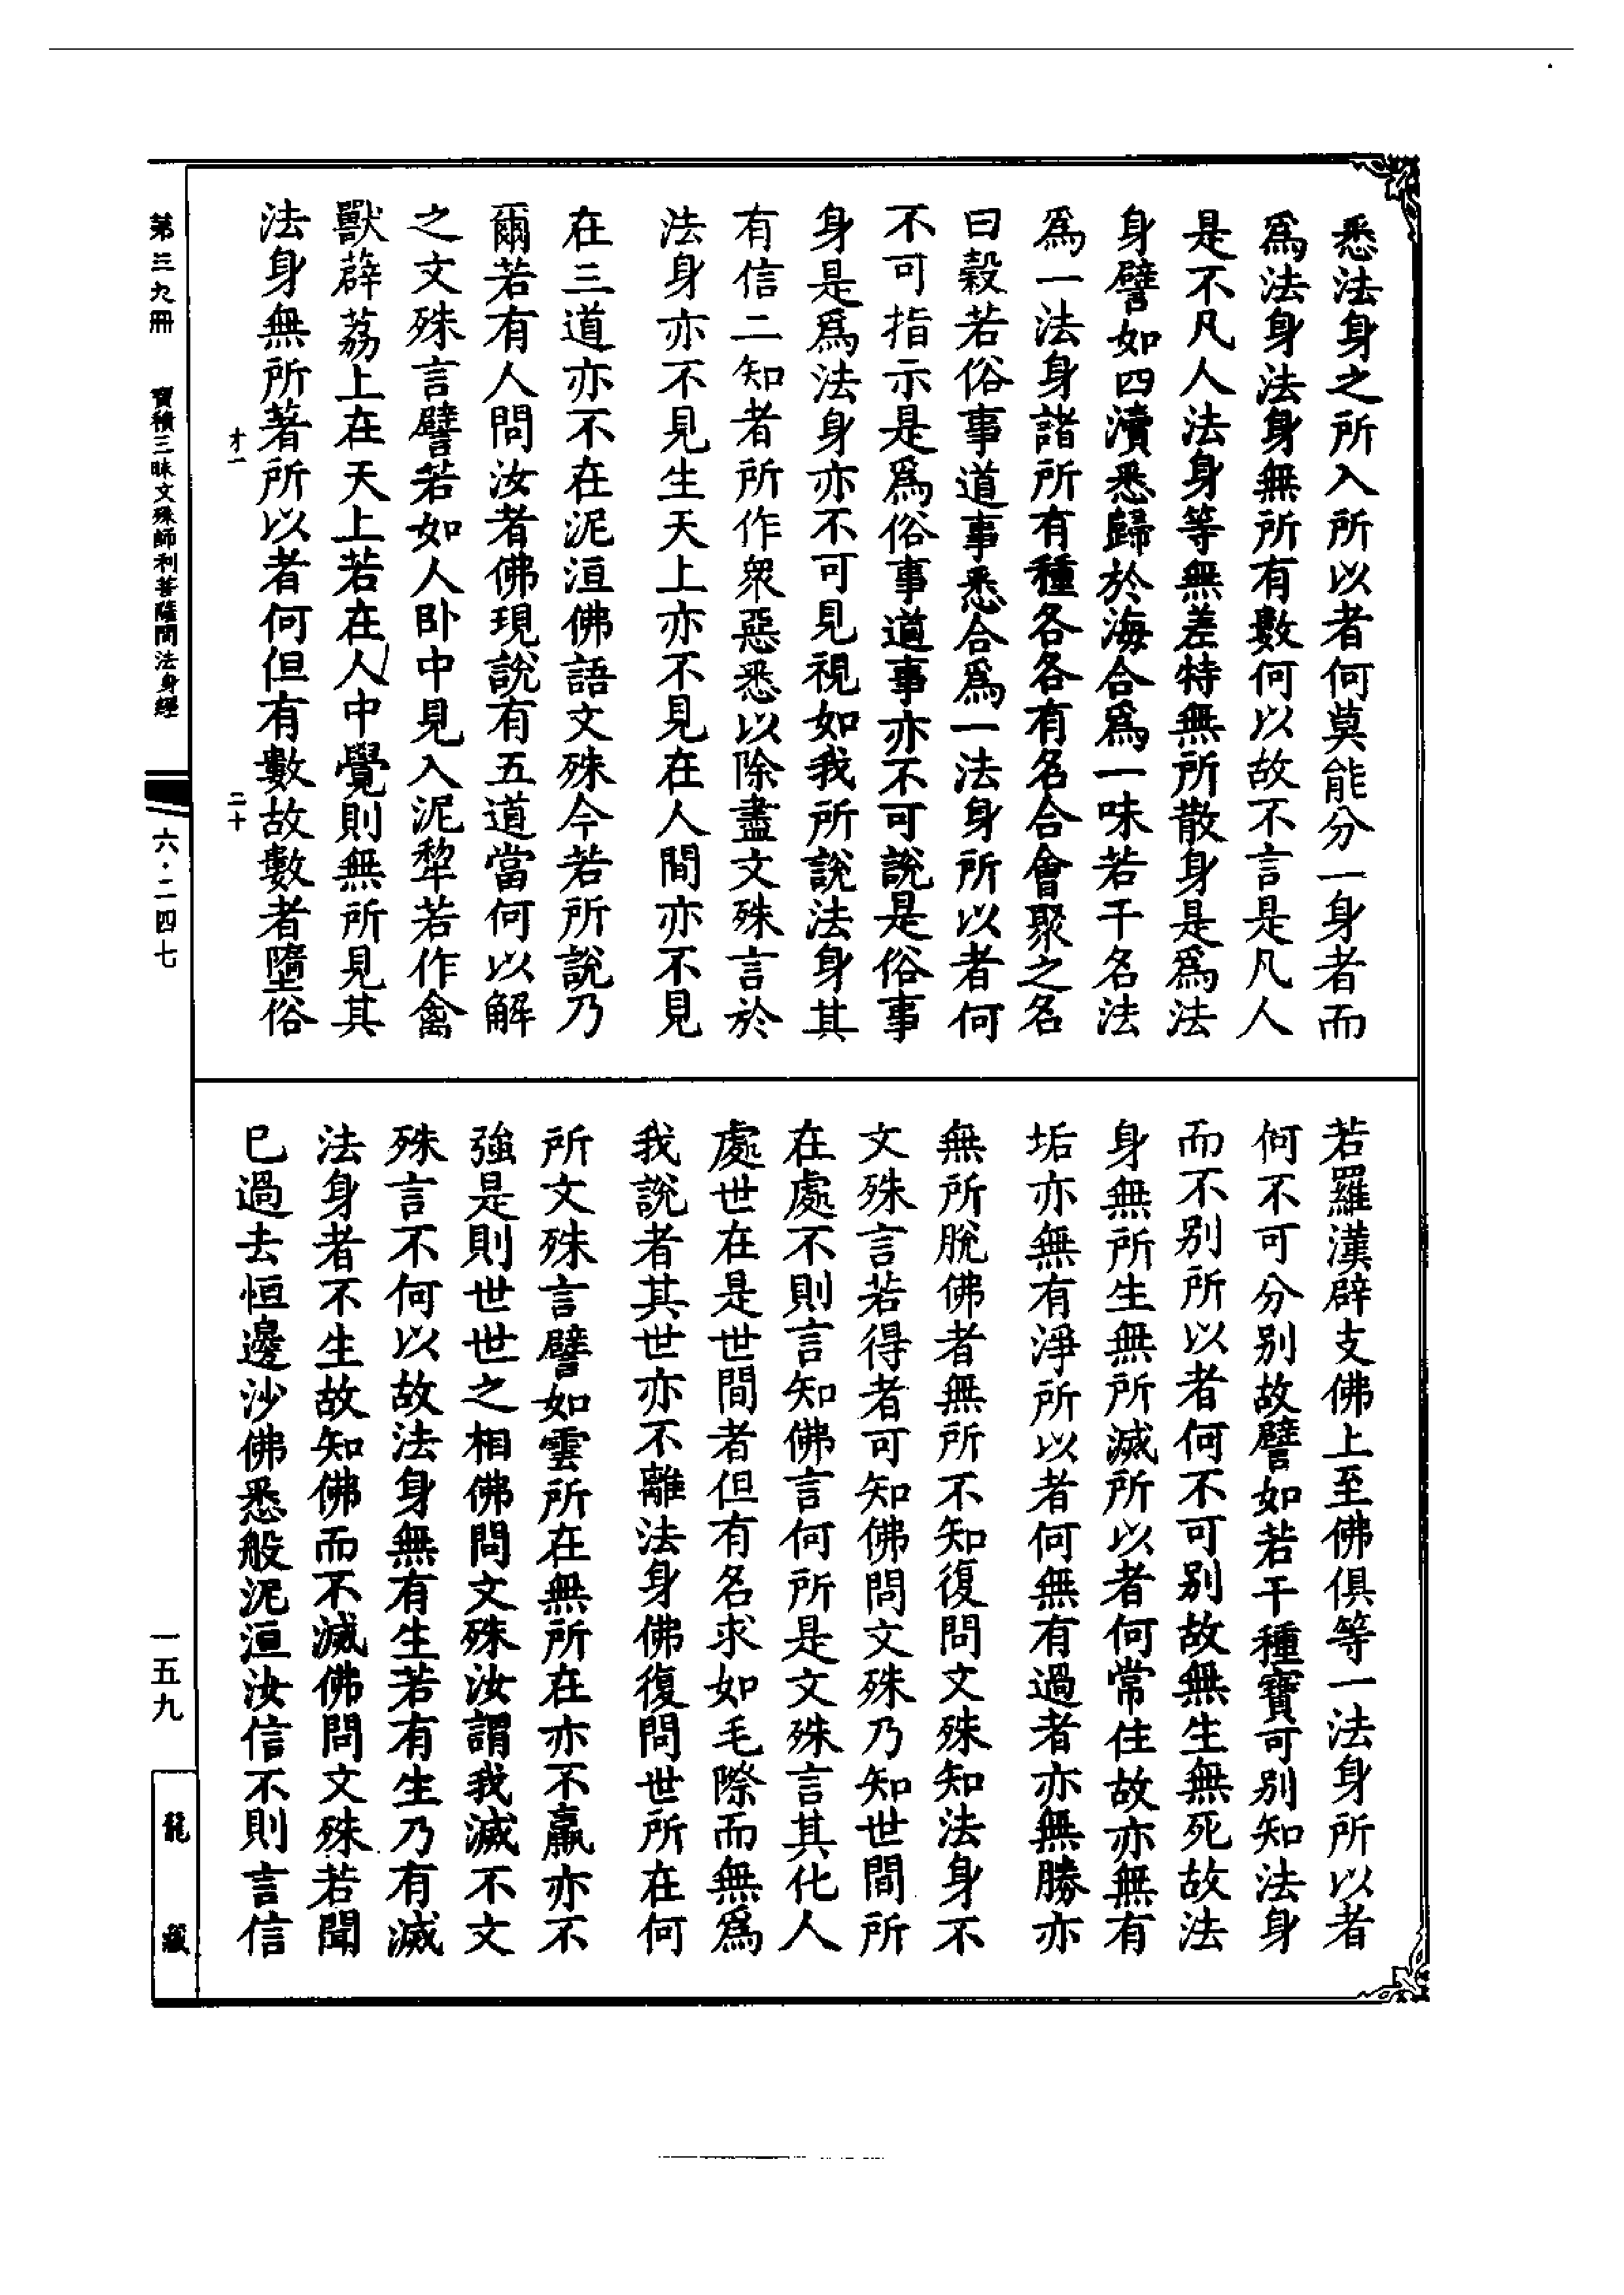 悉法身之所入所以者何莫能分一身者而
爲法身法身無所有數何以故不言是凡人
是不凡人法身等無差特無所散身是爲法
身譬如四瀆悉歸於海合爲一味若干名法
爲一法身諸所有種各各有名合會聚之名
曰穀若俗事道事悉合爲一法身所以者何
不可指示是爲俗事道事亦不可說是俗事
身是爲法身亦不可見視如我所說法身其
有信二知者所作衆惡悉以除盡文殊言於
法身亦不見生天上亦不見在人間亦不見
在三道亦不在泥洹佛語文殊今若所說乃
爾若有人問汝者佛現說有五道當何以解
之文殊言譬若如人卧中見入泥犂若作禽
獸薜荔上在天上若在人中覺則無所見其
法身無所著所以者何但有數故數者墮俗
才一
二十
若羅漢辟支佛上至佛俱等一法身所以者
何不可分别故譬如若干種寶可别知法身
而不别所以者何不可别故無生無死故法
身無所生無所滅所以者何常住故亦無有
垢亦無有淨所以者何無有過者亦無勝亦
無所脫佛者無所不知復問文殊知法身不
文殊言若得者可知佛問文殊乃知世間所
在處不則言知佛言何所是文殊言其化人
處世在是世間者但有名求如毛際而無爲
我說者其世亦不離法身佛復問世所在何
所文殊言譬如雲所在無所在亦不羸亦不
強是則世世之相佛問文殊汝謂我滅不文
殊言不何以故法身無有生若有生乃有滅
法身者不生故知佛而不滅佛問文殊若聞
巳過去恒邊沙佛悉般泥洹汝信不則言信
第三九冊
寶積三昧文殊師利菩薩問法身經
六·二四七
一五九
龍藏